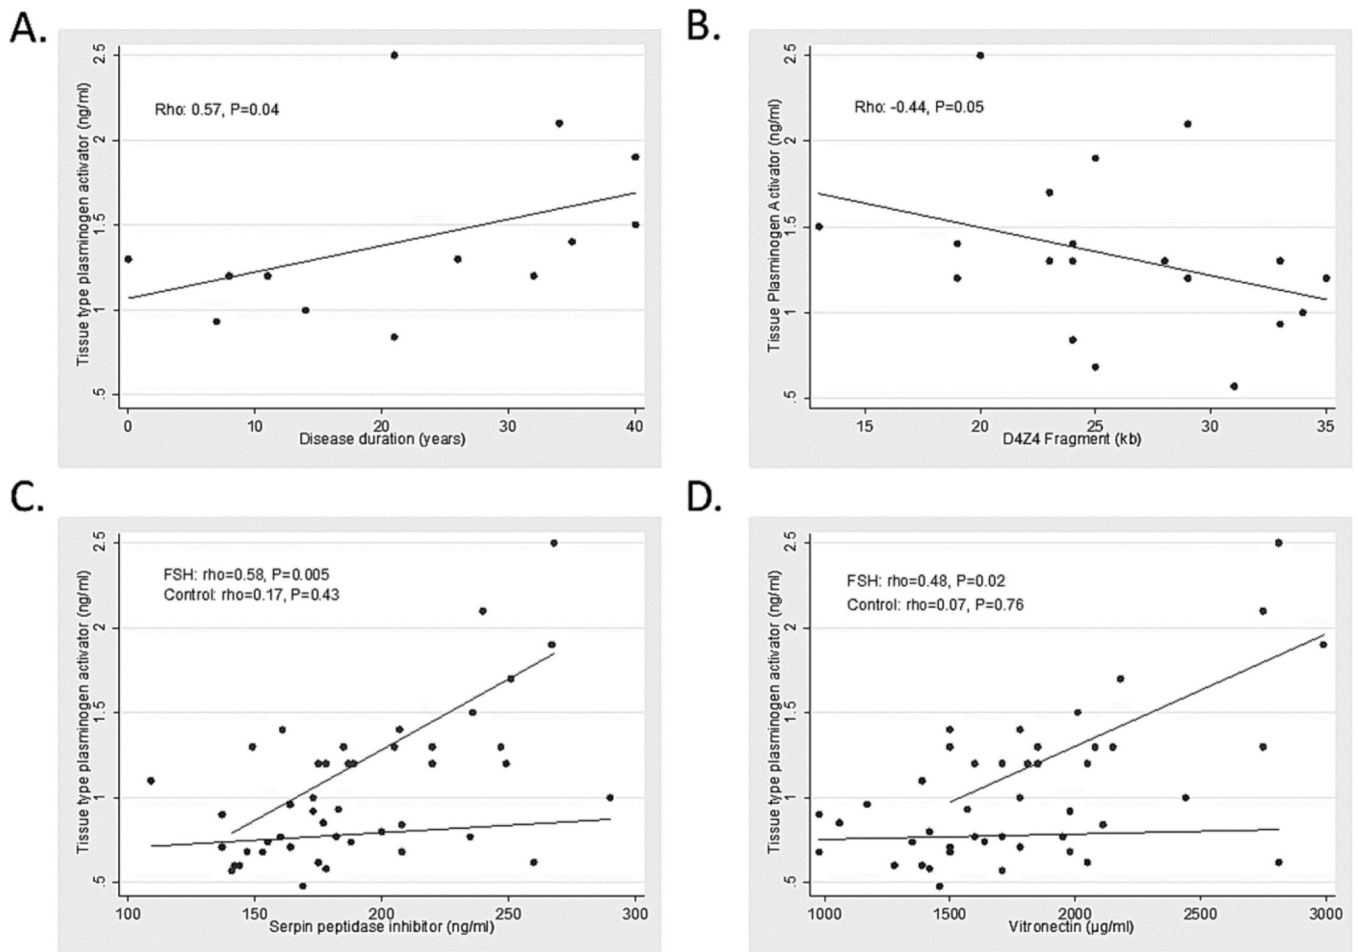 A.
Tissue type plasminogen activator (ng/ml)
2.5
2
1.5
1
.5
Rho: 0.57, P=0.04
0 10 20 30 40
Disease duration (years)
B.
Tissue Plasminogen Activator (ng/ml)
2.5
2
1.5
1
.5
Rho: -0.44, P=0.05
15 20 25 30 35
D4Z4 Fragment (kb)
C.
Tissue type plasminogen activator (ng/ml)
2.5
2
1.5
1
.5
FSH: rho=0.58, P=0.005
Control: rho=0.17, P=0.43
100 150 200 250 300
Serpin peptidase inhibitor (ng/ml)
D.
Tissue type plasminogen activator (ng/ml)
2.5
2
1.5
1
.5
FSH: rho=0.48, P=0.02
Control: rho=0.07, P=0.76
1000 1500 2000 2500 3000
Vitronectin (µg/ml)